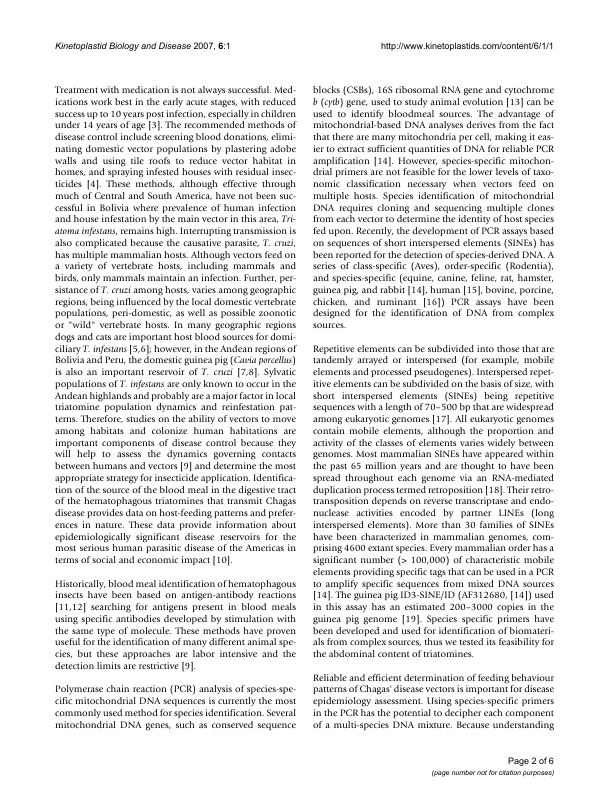 Kinetoplastid Biology and Disease 2007, 6:1
http://www.kinetoplastids.com/content/6/1/1
Treatment with medication is not always successful. Med-
ications work best in the early acute stages, with reduced
success up to 10 years post infection, especially in children
under 14 years of age [3]. The recommended methods of
disease control include screening blood donations, elimi-
nating domestic vector populations by plastering adobe
walls and using tile roofs to reduce vector habitat in
homes, and spraying infested houses with residual insec-
ticides [4]. These methods, although effective through
much of Central and South America, have not been suc-
cessful in Bolivia where prevalence of human infection
and house infestation by the main vector in this area, Tri-
atoma infestans, remains high. Interrupting transmission is
also complicated because the causative parasite, T. cruzi,
has multiple mammalian hosts. Although vectors feed on
a variety of vertebrate hosts, including mammals and
birds, only mammals maintain an infection. Further, per-
sistance of T. cruzi among hosts, varies among geographic
regions, being influenced by the local domestic vertebrate
populations, peri-domestic, as well as possible zoonotic
or "wild" vertebrate hosts. In many geographic regions
dogs and cats are important host blood sources for domi-
ciliary T. infestans [5,6]; however, in the Andean regions of
Bolivia and Peru, the domestic guinea pig (Cavia porcellus)
is also an important reservoir of T. cruzi [7,8]. Sylvatic
populations of T. infestans are only known to occur in the
Andean highlands and probably are a major factor in local
triatomine population dynamics and reinfestation pat-
terns. Therefore, studies on the ability of vectors to move
among habitats and colonize human habitations are
important components of disease control because they
will help to assess the dynamics governing contacts
between humans and vectors [9] and determine the most
appropriate strategy for insecticide application. Identifica-
tion of the source of the blood meal in the digestive tract
of the hematophagous triatomines that transmit Chagas
disease provides data on host-feeding patterns and prefer-
ences in nature. These data provide information about
epidemiologically significant disease reservoirs for the
most serious human parasitic disease of the Americas in
terms of social and economic impact [10].
Historically, blood meal identification of hematophagous
insects have been based on antigen-antibody reactions
[11,12] searching for antigens present in blood meals
using specific antibodies developed by stimulation with
the same type of molecule. These methods have proven
useful for the identification of many different animal spe-
cies, but these approaches are labor intensive and the
detection limits are restrictive [9].
Polymerase chain reaction (PCR) analysis of species-spe-
cific mitochondrial DNA sequences is currently the most
commonly used method for species identification. Several
mitochondrial DNA genes, such as conserved sequence
blocks (CSBs), 16S ribosomal RNA gene and cytochrome
b (cytb) gene, used to study animal evolution [13] can be
used to identify bloodmeal sources. The advantage of
mitochondrial-based DNA analyses derives from the fact
that there are many mitochondria per cell, making it eas-
ier to extract sufficient quantities of DNA for reliable PCR
amplification [14]. However, species-specific mitochon-
drial primers are not feasible for the lower levels of taxo-
nomic classification necessary when vectors feed on
multiple hosts. Species identification of mitochondrial
DNA requires cloning and sequencing multiple clones
from each vector to determine the identity of host species
fed upon. Recently, the development of PCR assays based
on sequences of short interspersed elements (SINEs) has
been reported for the detection of species-derived DNA. A
series of class-specific (Aves), order-specific (Rodentia),
and species-specific (equine, canine, feline, rat, hamster,
guinea pig, and rabbit [14], human [15], bovine, porcine,
chicken, and ruminant [16]) PCR assays have been
designed for the identification of DNA from complex
sources.
Repetitive elements can be subdivided into those that are
tandemly arrayed or interspersed (for example, mobile
elements and processed pseudogenes). Interspersed repet-
itive elements can be subdivided on the basis of size, with
short interspersed elements (SINEs) being repetitive
sequences with a length of 70–500 bp that are widespread
among eukaryotic genomes [17]. All eukaryotic genomes
contain mobile elements, although the proportion and
activity of the classes of elements varies widely between
genomes. Most mammalian SINEs have appeared within
the past 65 million years and are thought to have been
spread throughout each genome via an RNA-mediated
duplication process termed retroposition [18]. Their retro-
transposition depends on reverse transcriptase and endo-
nuclease activities encoded by partner LINEs (long
interspersed elements). More than 30 families of SINEs
have been characterized in mammalian genomes, com-
prising 4600 extant species. Every mammalian order has a
significant number (> 100,000) of characteristic mobile
elements providing specific tags that can be used in a PCR
to amplify specific sequences from mixed DNA sources
[14]. The guinea pig ID3-SINE/ID (AF312680, [14]) used
in this assay has an estimated 200–3000 copies in the
guinea pig genome [19]. Species specific primers have
been developed and used for identification of biomateri-
als from complex sources, thus we tested its feasibility for
the abdominal content of triatomines.
Reliable and efficient determination of feeding behaviour
patterns of Chagas' disease vectors is important for disease
epidemiology assessment. Using species-specific primers
in the PCR has the potential to decipher each component
of a multi-species DNA mixture. Because understanding
Page 2 of 6
(page number not for citation purposes)